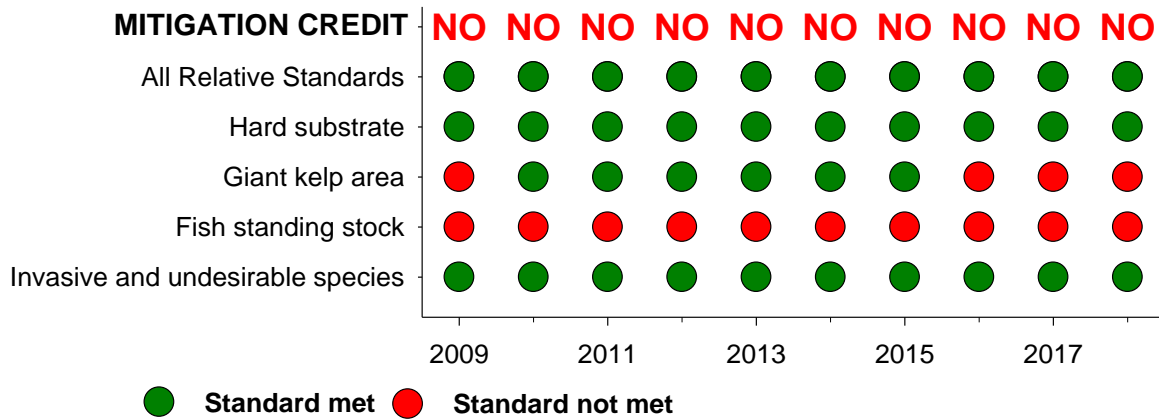 MITIGATION CREDIT NO NO NO NO NO NO NO NO NO NO
All Relative Standards
Hard substrate
Giant kelp area
Fish standing stock
Invasive and undesirable species
2009 2011 2013 2015 2017
Standard met Standard not met